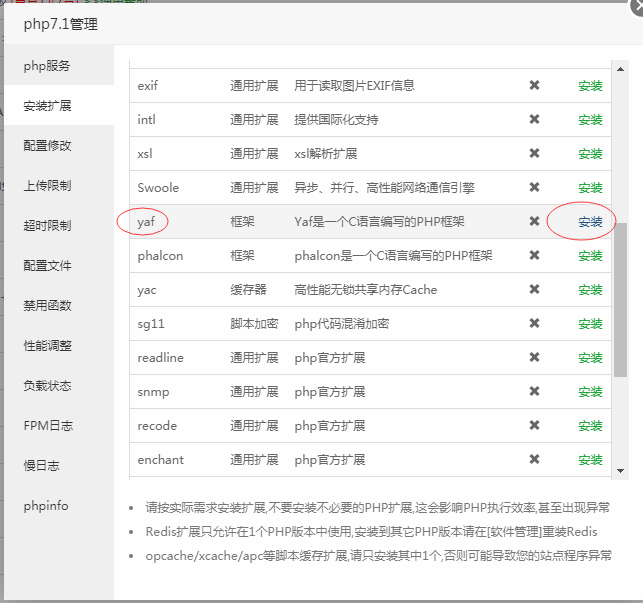 php7.1管理
php服务
安装扩展
配置修改
上传限制
超时限制
配置文件
禁用函数
性能调整
负载状态
FPM日志
慢日志
phpinfo
exif 通用扩展 用于读取图片EXIF信息 ✖ 安装
intl 通用扩展 提供国际化支持 ✖ 安装
xsl 通用扩展 xsl解析扩展 ✖ 安装
Swoole 通用扩展 异步、并行、高性能网络通信引擎 ✖ 安装
yaf 框架 Yaf是一个C语言编写的PHP框架 ✖ 安装
phalcon 框架 phalcon是一个C语言编写的PHP框架 ✖ 安装
yac 缓存器 高性能无锁共享内存Cache ✖ 安装
sg11 脚本加密 php代码混淆加密 ✖ 安装
readline 通用扩展 php官方扩展 ✖ 安装
snmp 通用扩展 php官方扩展 ✖ 安装
recode 通用扩展 php官方扩展 ✖ 安装
enchant 通用扩展 php官方扩展 ✖ 安装
• 请按实际需求安装扩展,不要安装不必要的PHP扩展,这会影响PHP执行效率,甚至出现异常
• Redis扩展只允许在1个PHP版本中使用,安装到其它PHP版本请在[软件管理]重装Redis
• opcache/xcache/apc等脚本缓存扩展,请只安装其中1个,否则可能导致您的站点程序异常